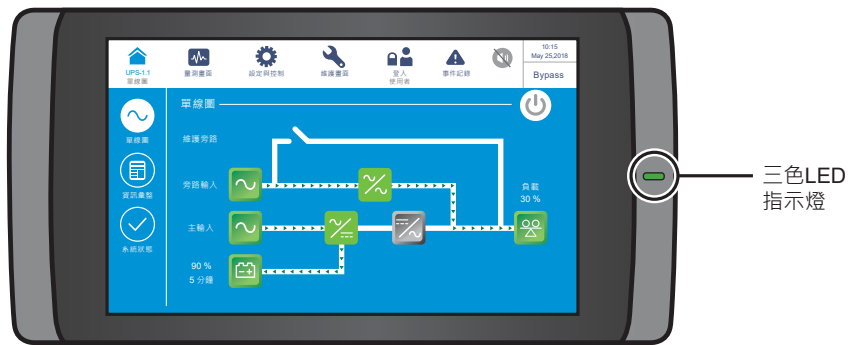 UPS-1.1
單線圖
量測畫面
設定與控制
維護畫面
登入
使用者
事件記錄
10:15
May 25,2018
Bypass
單線圖
資訊彙整
系統狀態
單線圖
維護旁路
旁路輸入
主輸入
90 %
5 分鐘
負載
30 %
三色LED
指示燈